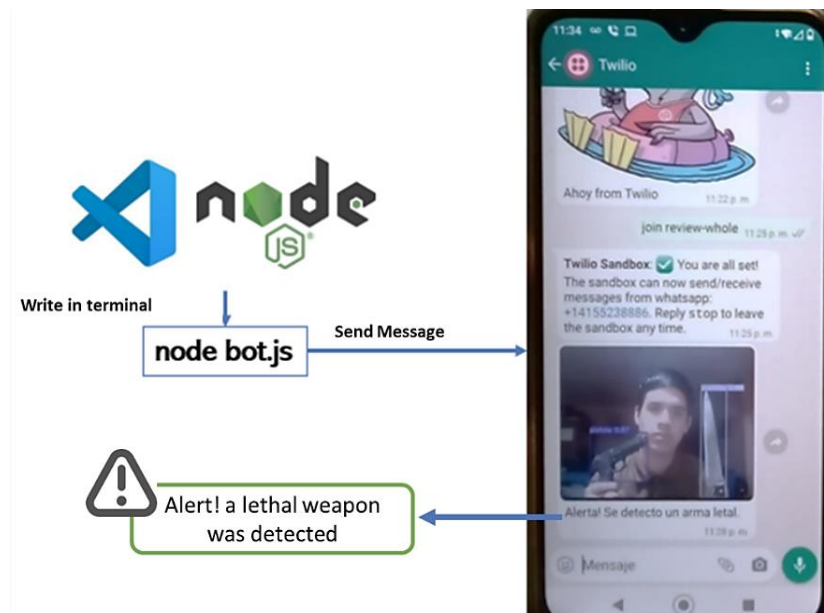 node
JS
Write in terminal
node bot.js
Send Message
Alert! a lethal weapon
was detected
11:34
Twilio
Ahoy from Twilio
11:22 p. m.
join review-whole
11:25 p. m.
Twilio Sandbox: ✅ You are all set!
The sandbox can now send/receive
messages from whatsapp:
+14155238886. Reply stop to leave
the sandbox any time.
11:25 p. m.
Alerta! Se detecto un arma letal.
11:28 p. m.
Mensaje